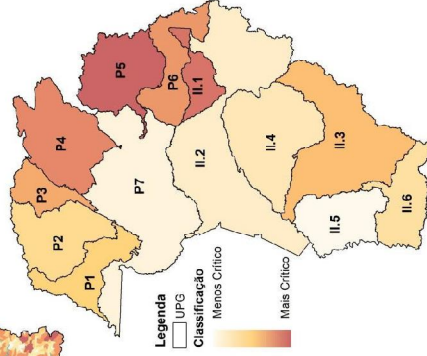 P5
P4
P6
II.1
P3
P7
II.2
II.4
II.3
P2
P1
II.5
II.6
Legenda
UPG
Classificação
Menos Crítico
Mais Crítico